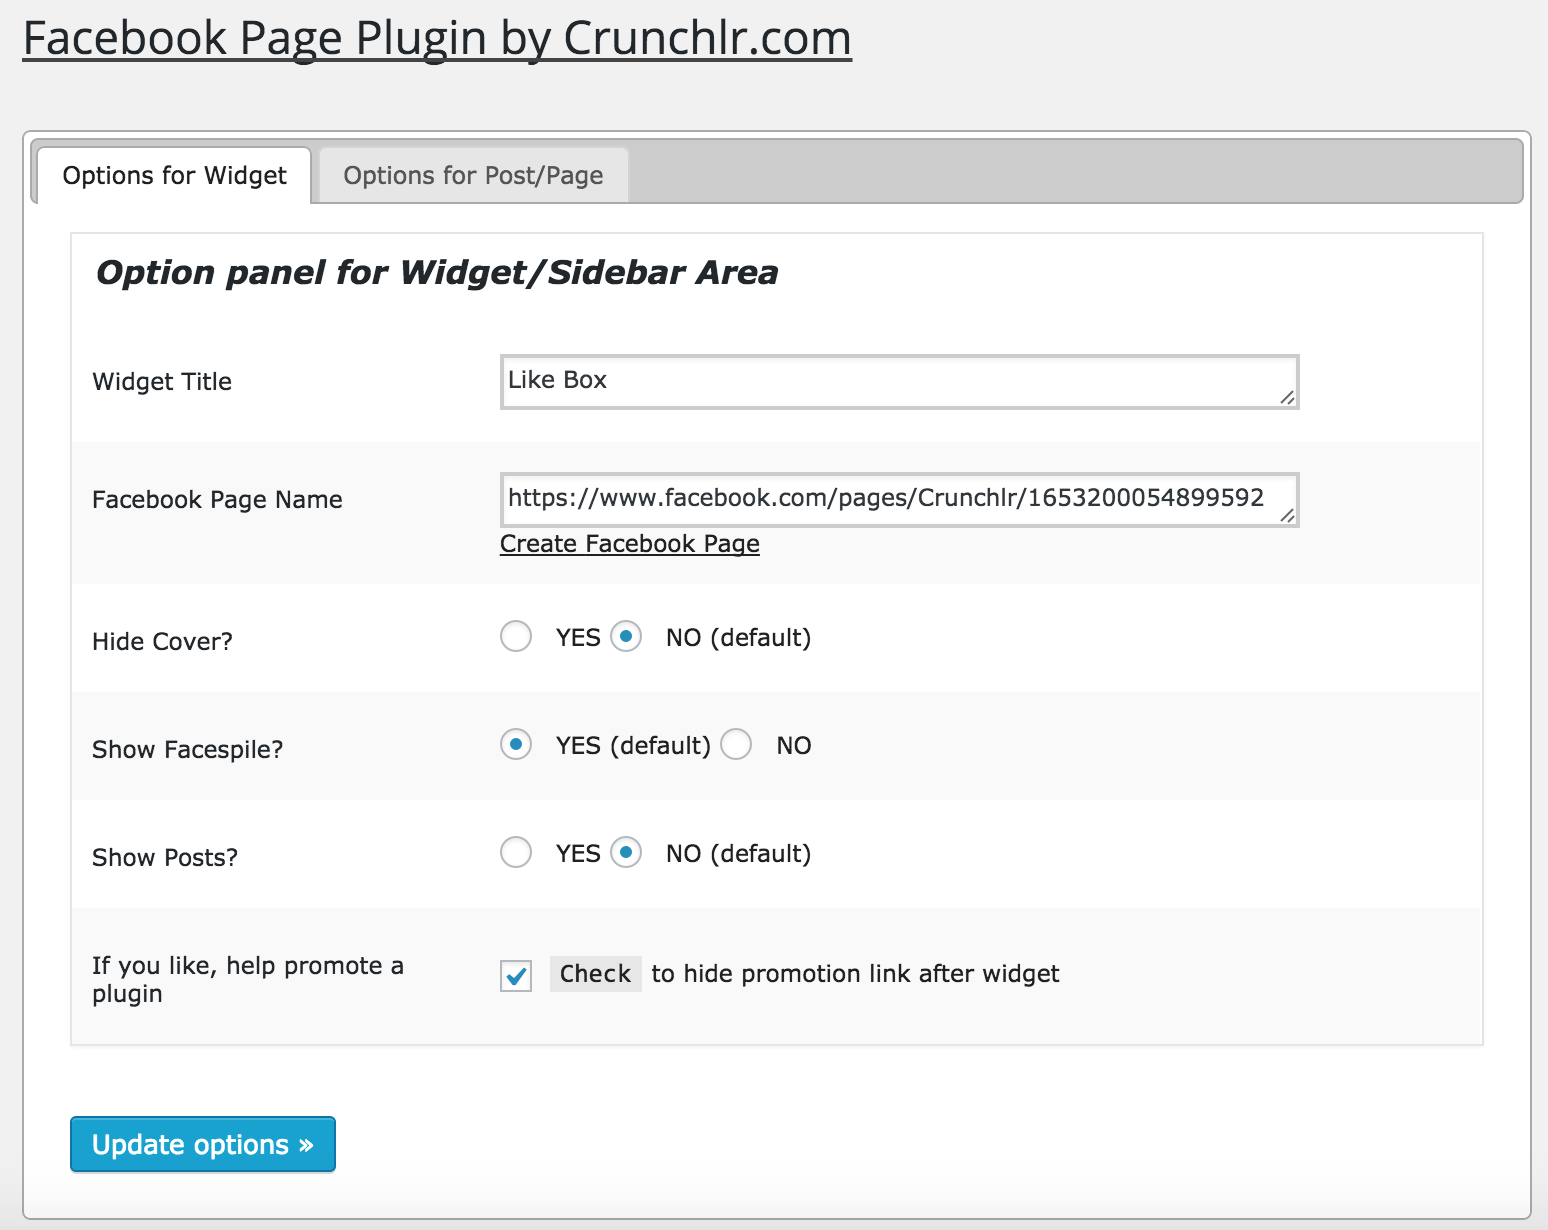 Facebook Page Plugin by Crunchlr.com
Options for Widget
Options for Post/Page
Option panel for Widget/Sidebar Area
Widget Title
Like Box
Facebook Page Name
https://www.facebook.com/pages/Crunchlr/1653200054899592
Create Facebook Page
Hide Cover?
YES NO (default)
Show Facespile?
YES (default) NO
Show Posts?
YES NO (default)
If you like, help promote a
plugin
Check to hide promotion link after widget
Update options »